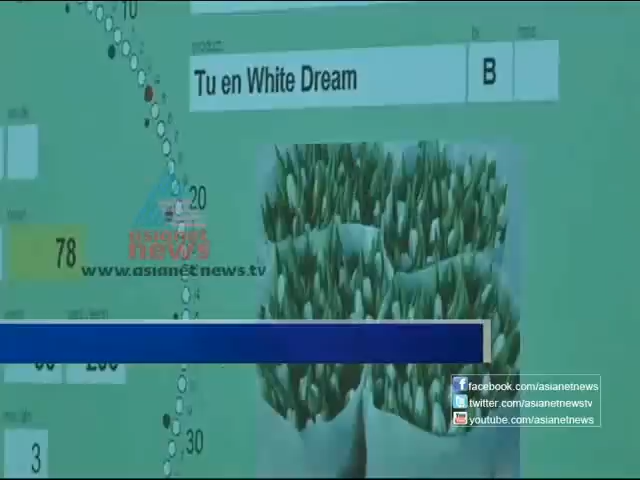 10
product
Tu en White Dream
B
20
asianet
news
www.asianetnews.tv
78
facebook.com/asianetnews
twitter.com/asianetnewstv
youtube.com/asianetnews
3
30